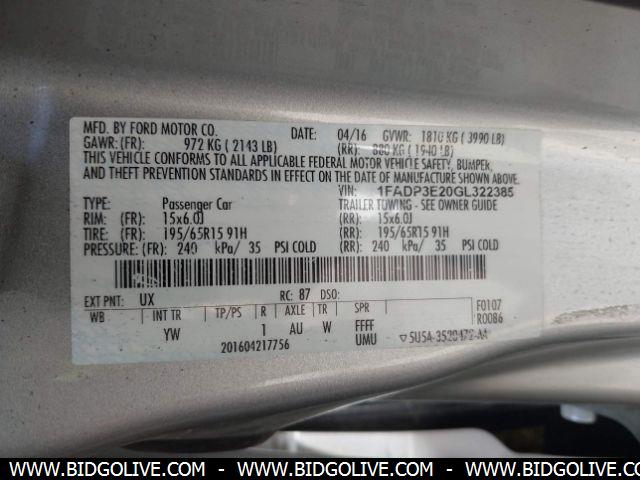 MFD. BY FORD MOTOR CO. DATE: 04/16 GVWR: 1810 KG ( 3990 LB)
GAWR: (FR): 972 KG ( 2143 LB) (RR): 880 KG ( 1940 LB)
THIS VEHICLE CONFORMS TO ALL APPLICABLE FEDERAL MOTOR VEHICLE SAFETY, BUMPER,
AND THEFT PREVENTION STANDARDS IN EFFECT ON THE DATE OF MANUFACTURE SHOWN ABOVE.
VIN: 1FADP3E20GL322385
TYPE: Passenger Car TRAILER TOWING - SEE OWNER GUIDE
RIM: (FR): 15x6.0J (RR): 15x6.0J
TIRE: (FR): 195/65R15 91H (RR): 195/65R15 91H
PRESSURE: (FR): 240 kPa/ 35 PSI COLD (RR): 240 kPa/ 35 PSI COLD
EXT PNT: UX RC: 87 DSO: F0107
WB INT TR TP/PS R AXLE TR SPR R0086
YW 1 AU W FFFF
201604217756 UMU 5U5A-3520472-AA
WWW.BIDGOLIVE.COM - WWW.BIDGOLIVE.COM - WWW.BIDGOLIVE.COM